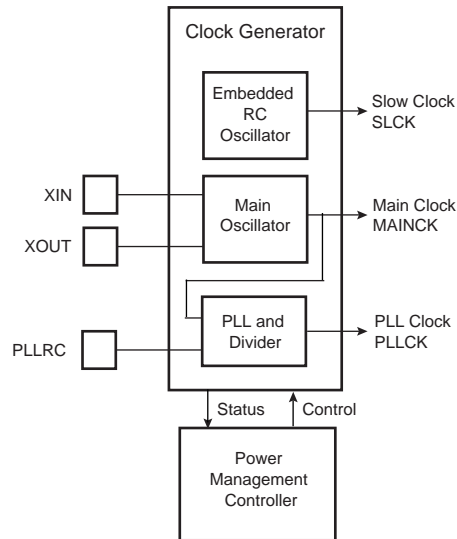 Clock Generator
Embedded
RC
Oscillator
Slow Clock
SLCK
XIN
Main
Oscillator
Main Clock
MAINCK
XOUT
PLL and
Divider
PLL Clock
PLLCK
PLLRC
Status
Control
Power
Management
Controller